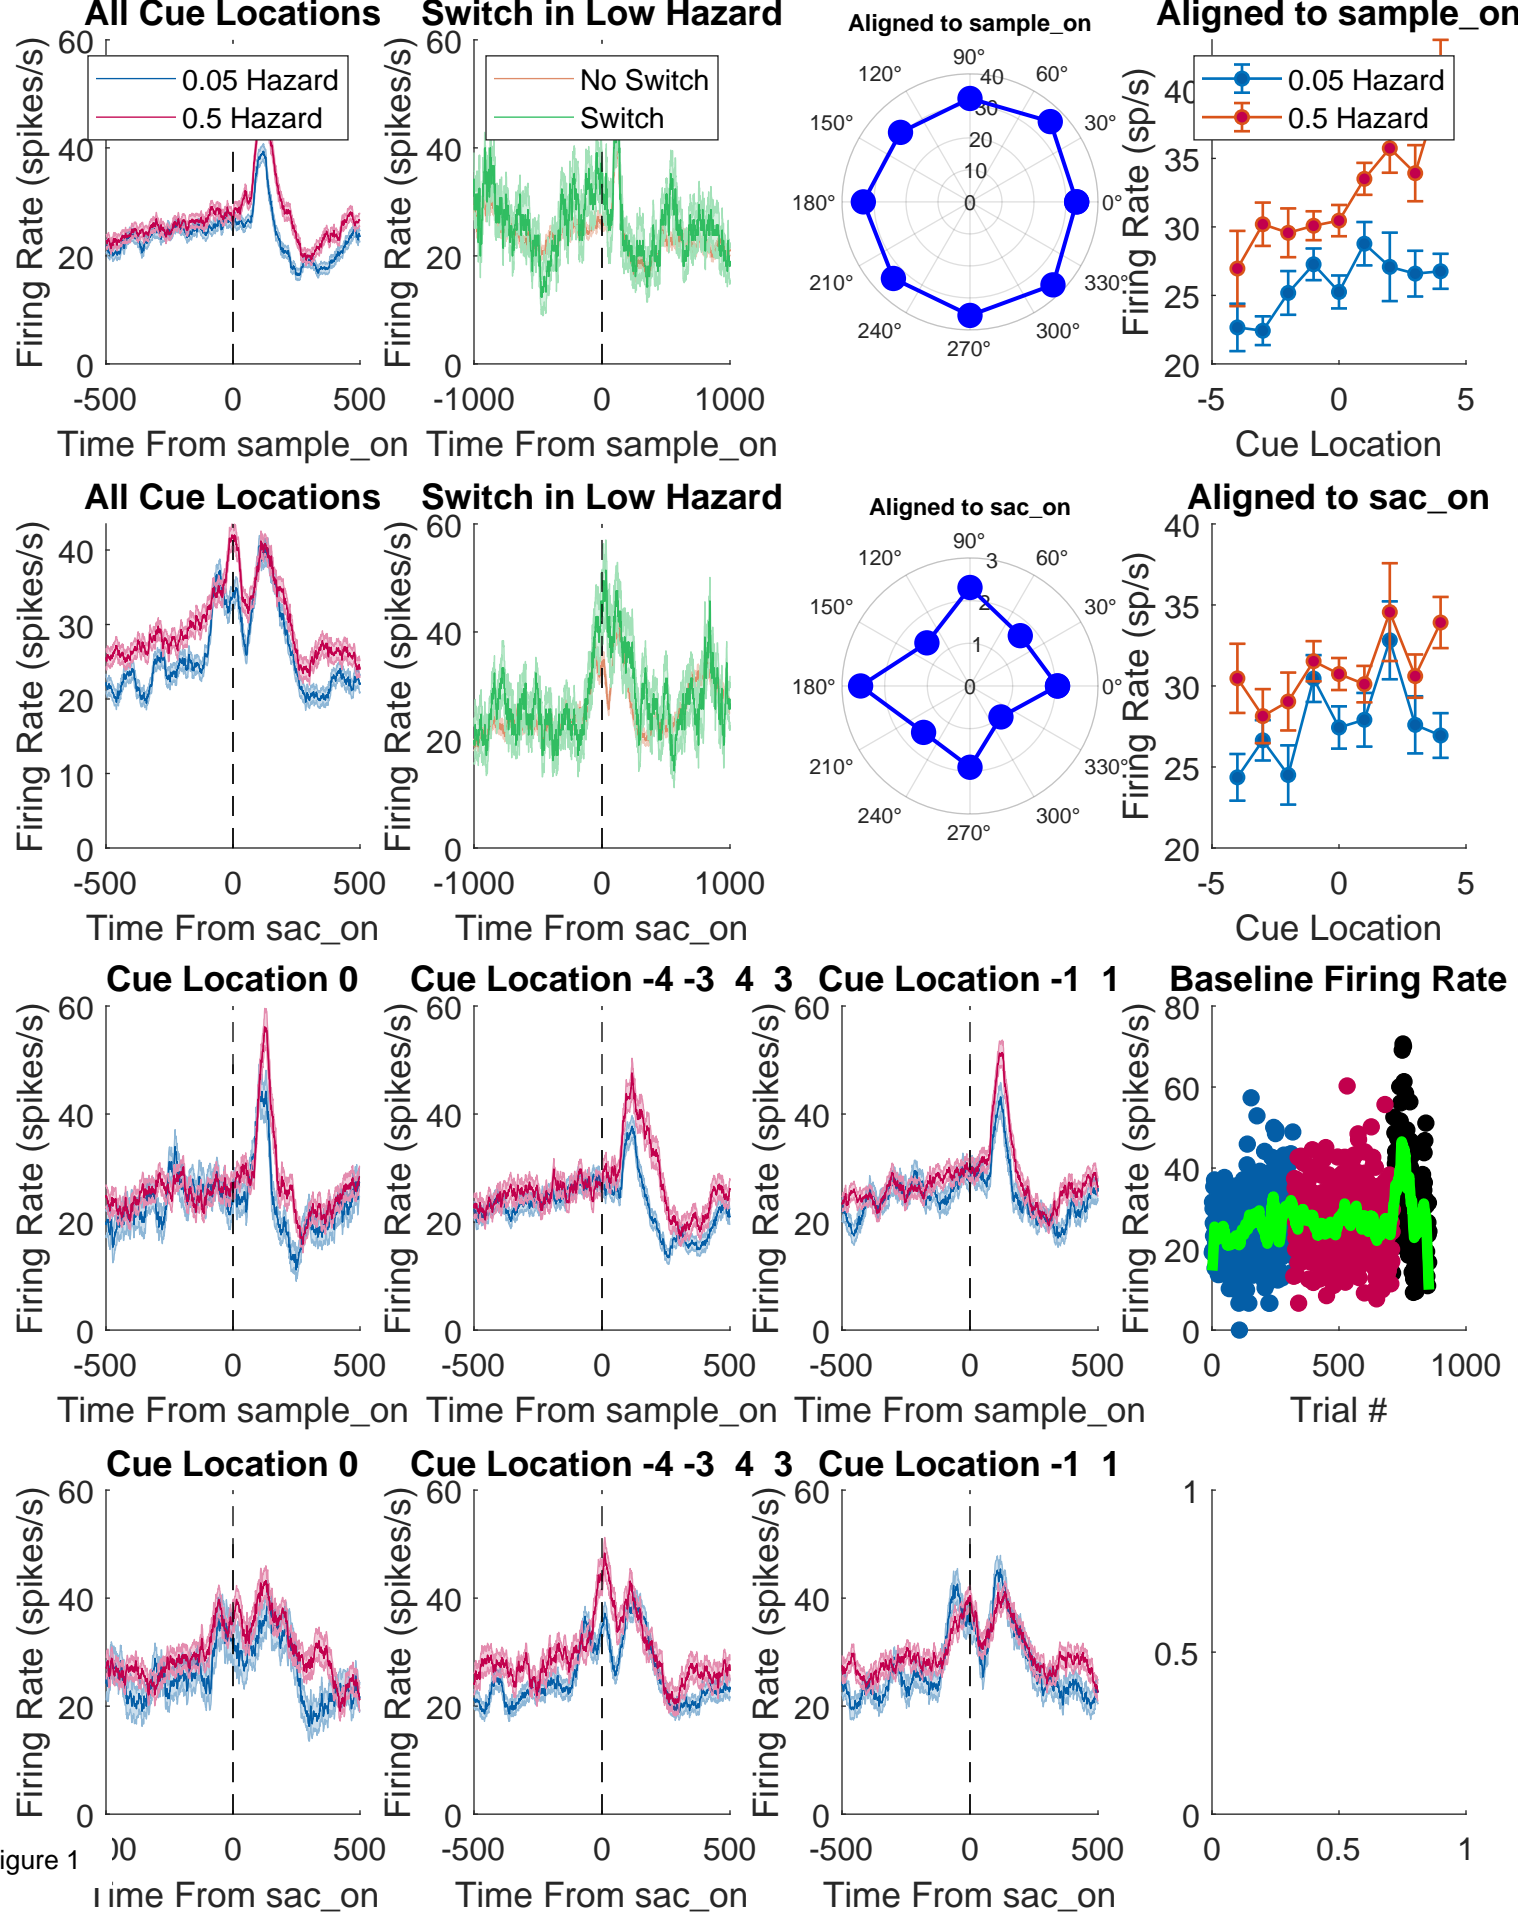 All Cue Locations
Firing Rate (spikes/s)
60
40
20
0
0.05 Hazard
0.5 Hazard
-500 0 500
Time From sample_on
Switch in Low Hazard
Firing Rate (spikes/s)
60
40
20
0
No Switch
Switch
-1000 0 1000
Time From sample_on
Aligned to sample_on
90°
120° 60°
150° 30°
180° 0°
210° 330°
240° 300°
270°
40
30
20
10
0
Aligned to sample_on
Firing Rate (sp/s)
40
35
30
25
20
0.05 Hazard
0.5 Hazard
-5 0 5
Cue Location
All Cue Locations
Firing Rate (spikes/s)
40
30
20
10
0
-500 0 500
Time From sac_on
Switch in Low Hazard
Firing Rate (spikes/s)
60
40
20
0
-1000 0 1000
Time From sac_on
Aligned to sac_on
90°
120° 60°
150° 30°
180° 0°
210° 330°
240° 300°
270°
3
2
1
0
Aligned to sac_on
Firing Rate (sp/s)
40
35
30
25
20
-5 0 5
Cue Location
Cue Location 0
Firing Rate (spikes/s)
60
40
20
0
-500 0 500
Time From sample_on
Cue Location -4 -3 4 3
Firing Rate (spikes/s)
60
40
20
0
-500 0 500
Time From sample_on
Cue Location -1 1
Firing Rate (spikes/s)
60
40
20
0
-500 0 500
Time From sample_on
Baseline Firing Rate
Firing Rate (spikes/s)
80
60
40
20
0
0 500 1000
Trial #
Cue Location 0
Firing Rate (spikes/s)
60
40
20
0
00 0 500
Time From sac_on
Cue Location -4 -3 4 3
Firing Rate (spikes/s)
60
40
20
0
-500 0 500
Time From sac_on
Cue Location -1 1
Firing Rate (spikes/s)
60
40
20
0
-500 0 500
Time From sac_on
1
0.5
0
0 0.5 1
igure 1